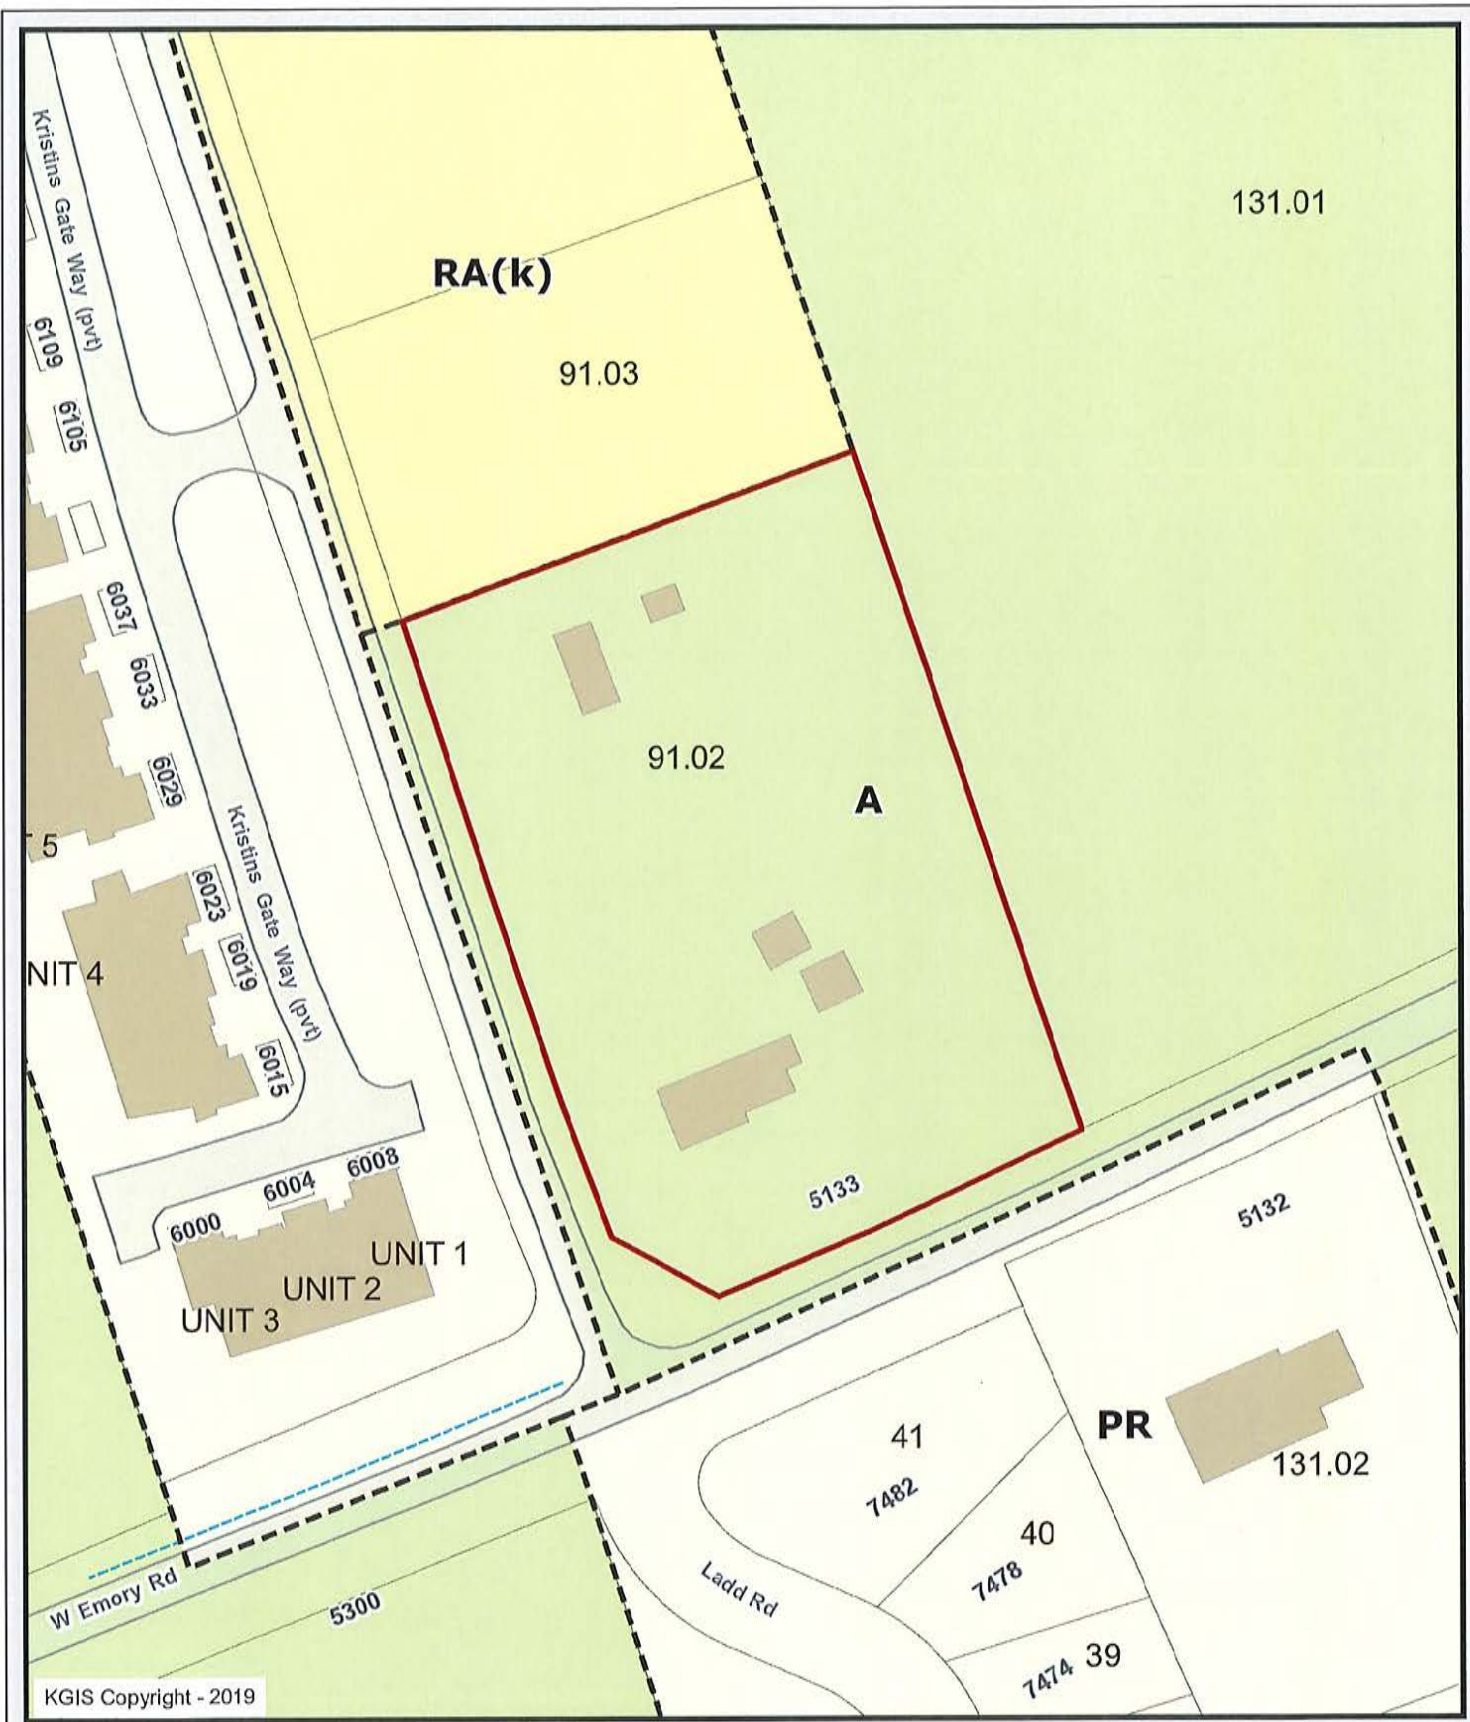 Kristins Gate Way (pvt)
131.01
RA(k)
91.03
6109
6105
6037
6033
6029
91.02
A
5
Kristins Gate Way (pvt)
6023
6019
NIT 4
6015
6008
6004
6000
UNIT 1
UNIT 2
UNIT 3
5133
5132
41
7482
PR
131.02
40
7478
Ladd Rd
39
7474
W Emory Rd
5300
KGIS Copyright - 2019